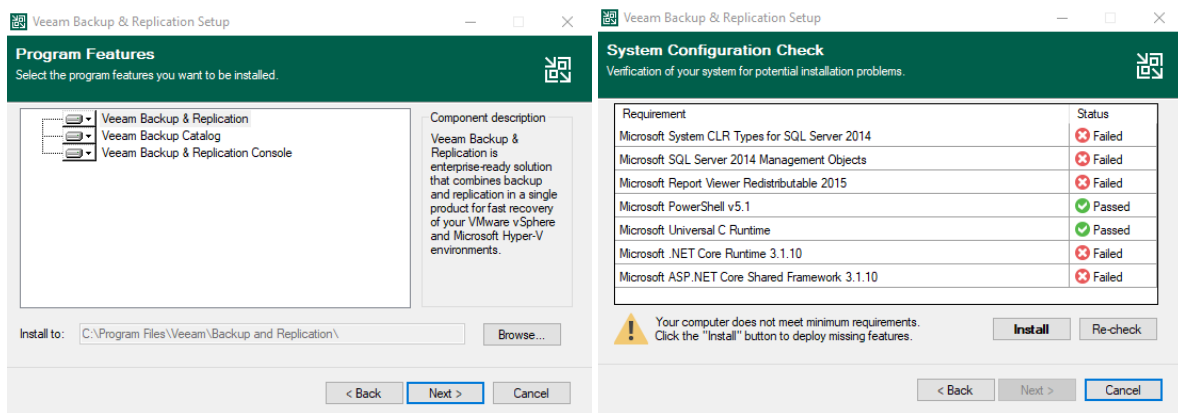 Veeam Backup & Replication Setup
Program Features
Select the program features you want to be installed.
Veeam Backup & Replication
Veeam Backup Catalog
Veeam Backup & Replication Console
Component description
Veeam Backup &
Replication is
enterprise-ready solution
that combines backup
and replication in a single
product for fast recovery
of your VMware vSphere
and Microsoft Hyper-V
environments.
Install to: C:\Program Files\Veeam\Backup and Replication\ Browse...
< Back Next > Cancel
Veeam Backup & Replication Setup
System Configuration Check
Verification of your system for potential installation problems.
Requirement Status
Microsoft System CLR Types for SQL Server 2014 Failed
Microsoft SQL Server 2014 Management Objects Failed
Microsoft Report Viewer Redistributable 2015 Failed
Microsoft PowerShell v5.1 Passed
Microsoft Universal C Runtime Passed
Microsoft .NET Core Runtime 3.1.10 Failed
Microsoft ASP.NET Core Shared Framework 3.1.10 Failed
Your computer does not meet minimum requirements.
Click the "Install" button to deploy missing features.
Install Re-check
< Back Next > Cancel